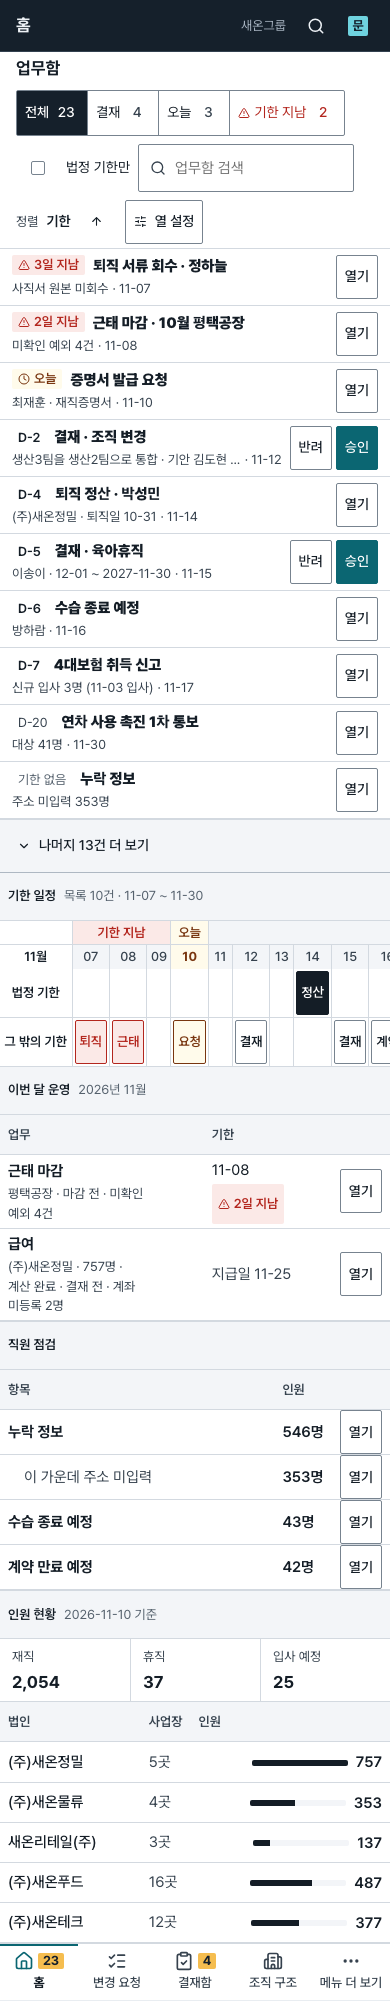 홈 새온그룹 문
업무함
전체 23 결재 4 오늘 3 기한 지남 2
법정 기한만 업무함 검색
정렬 기한 열 설정
3일 지남 퇴직 서류 회수 · 정하늘 열기
사직서 원본 미회수 · 11-07
2일 지남 근태 마감 · 10월 평택공장 열기
미확인 예외 4건 · 11-08
오늘 증명서 발급 요청 열기
최재훈 · 재직증명서 · 11-10
D-2 결재 · 조직 변경 반려 승인
생산3팀을 생산2팀으로 통합 · 기안 김도현 ... · 11-12
D-4 퇴직 정산 · 박성민 열기
(주)새온정밀 · 퇴직일 10-31 · 11-14
D-5 결재 · 육아휴직 반려 승인
이송이 · 12-01 ~ 2027-11-30 · 11-15
D-6 수습 종료 예정 열기
방하람 · 11-16
D-7 4대보험 취득 신고 열기
신규 입사 3명 (11-03 입사) · 11-17
D-20 연차 사용 촉진 1차 통보 열기
대상 41명 · 11-30
기한 없음 누락 정보 열기
주소 미입력 353명
나머지 13건 더 보기
기한 일정 목록 10건 · 11-07 ~ 11-30
기한 지남 오늘
11월 07 08 09 10 11 12 13 14 15 16
법정 기한 정산
그 밖의 기한 퇴직 근태 요청 결재 결재 계약
이번 달 운영 2026년 11월
업무 기한
근태 마감 11-08 열기
평택공장 · 마감 전 · 미확인 2일 지남
예외 4건
급여
(주)새온정밀 · 757명 · 지급일 11-25 열기
계산 완료 · 결재 전 · 계좌
미등록 2명
직원 점검
항목 인원
누락 정보 546명 열기
이 가운데 주소 미입력 353명 열기
수습 종료 예정 43명 열기
계약 만료 예정 42명 열기
인원 현황 2026-11-10 기준
재직 휴직 입사 예정
2,054 37 25
법인 사업장 인원
(주)새온정밀 5곳 757
(주)새온물류 4곳 353
새온리테일(주) 3곳 137
(주)새온푸드 16곳 487
(주)새온테크 12곳 377
23 4
홈 변경 요청 결재함 조직 구조 메뉴 더 보기